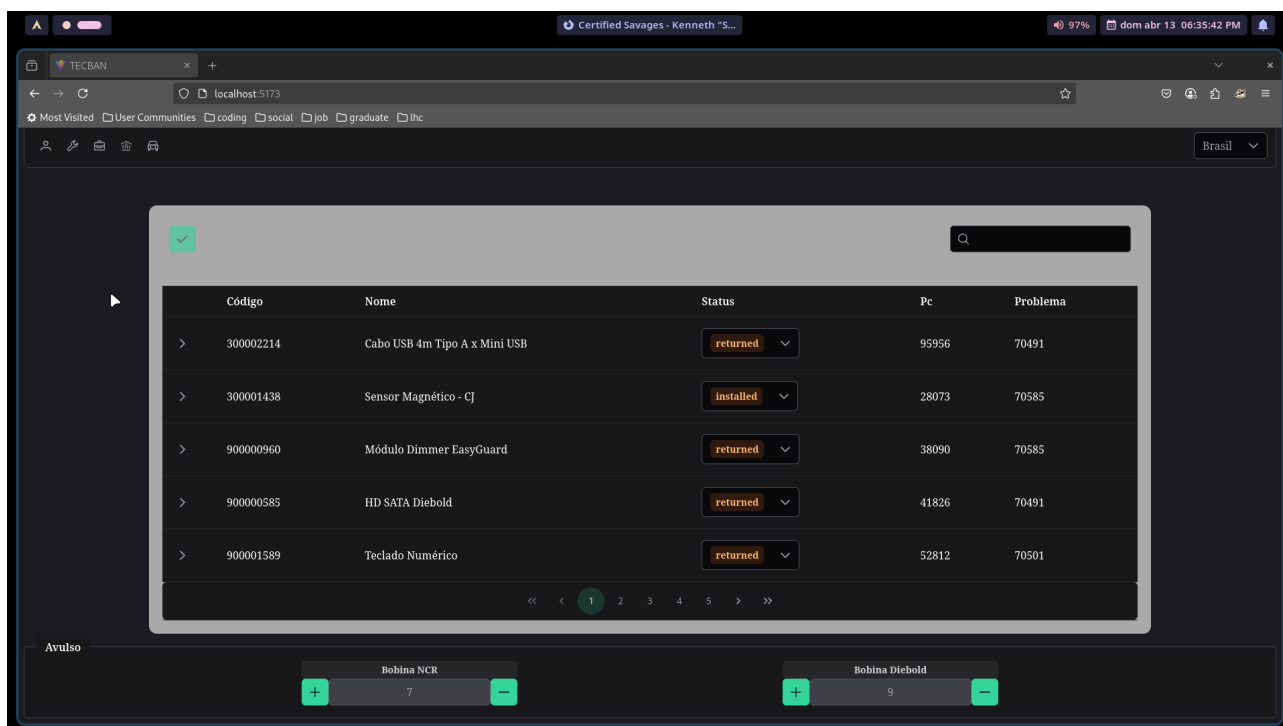 Certified Savages - Kenneth "S...
97%
dom abr 13 06:35:42 PM
TECBAN
localhost:5173
Most Visited User Communities coding social job graduate lhc
Brasil
Código Nome Status Pc Problema
300002214 Cabo USB 4m Tipo A x Mini USB returned 95956 70491
300001438 Sensor Magnético - CJ installed 28073 70585
900000960 Módulo Dimmer EasyGuard returned 38090 70585
900000585 HD SATA Diebold returned 41826 70491
900001589 Teclado Numérico returned 52812 70501
1 2 3 4 5
Avulso
Bobina NCR Bobina Diebold
7 9